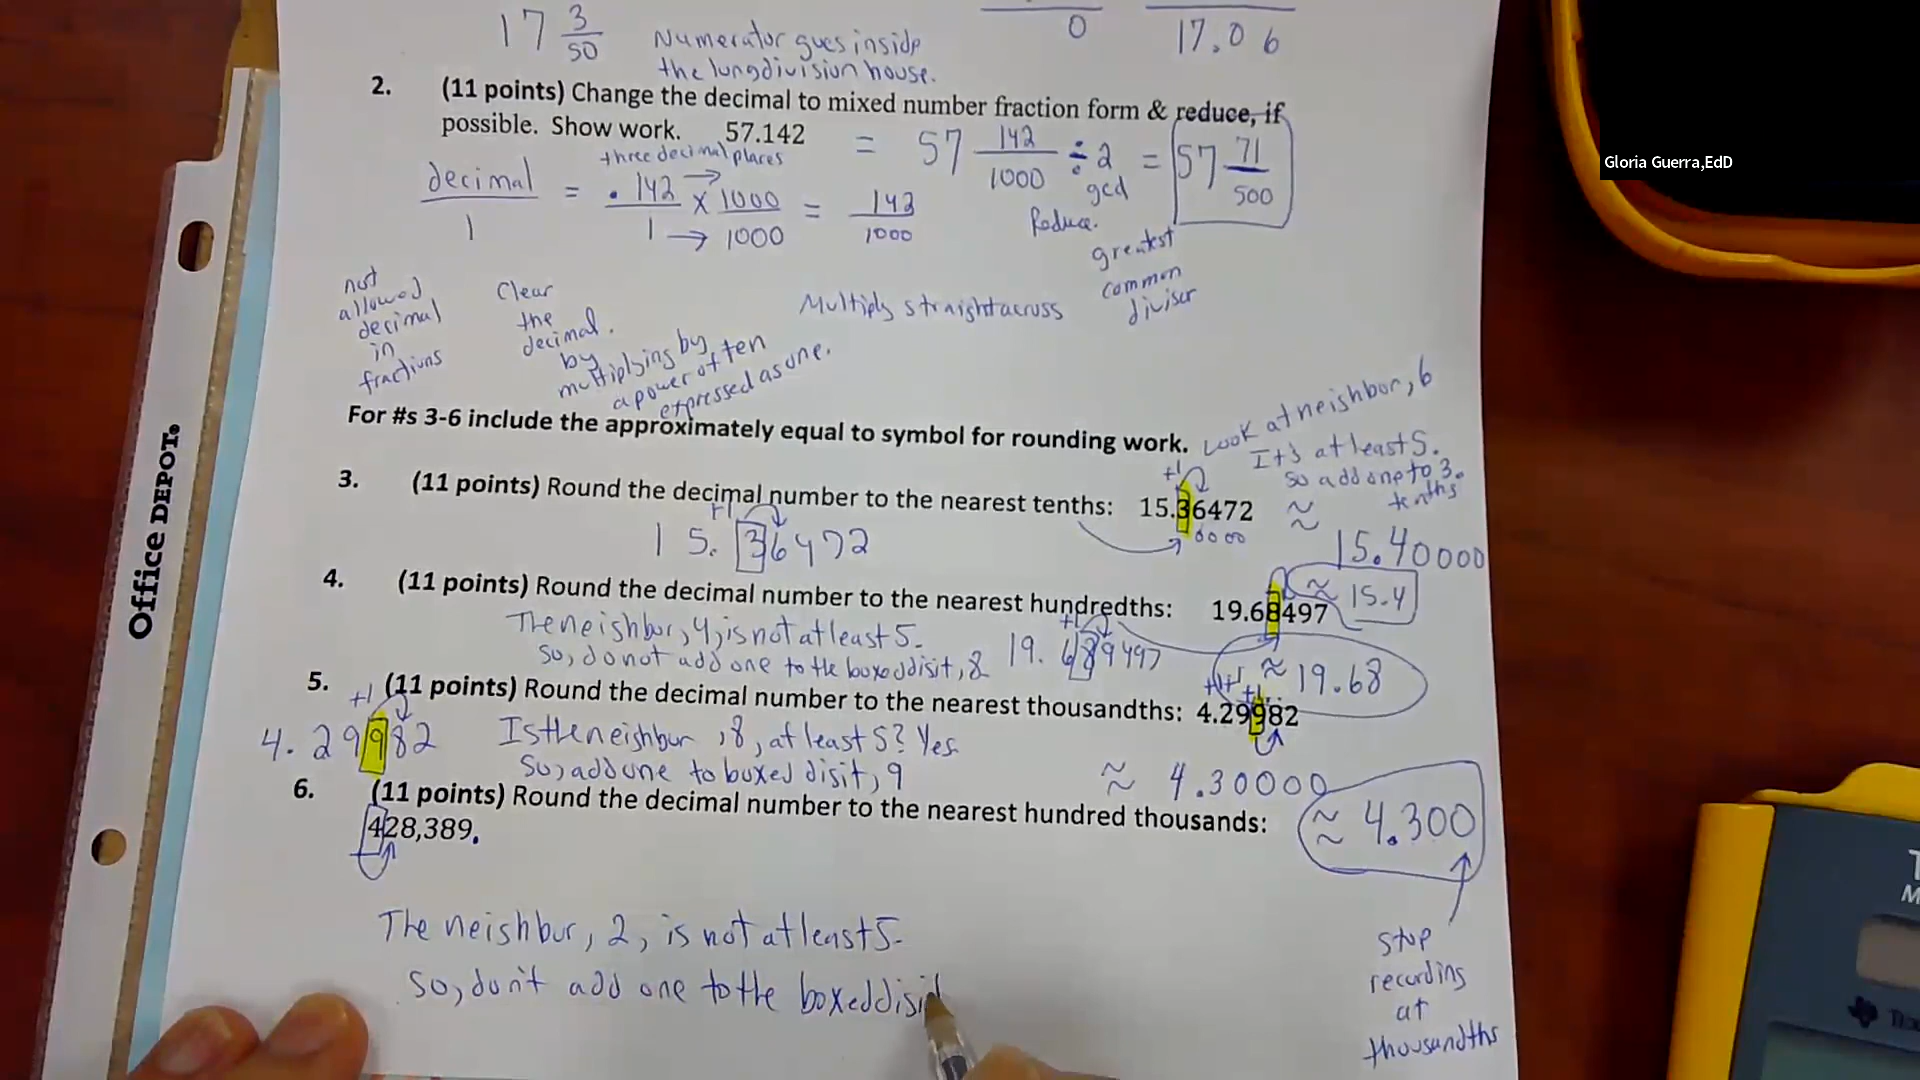 17 3/50
0
17.06
Numerator goes inside
the long division house.
2. (11 points) Change the decimal to mixed number fraction form & reduce, if
possible. Show work. 57.142
= 57 142/1000 ÷ 2 = 57 71/500
gcd
three decimal places
decimal/1 = .142/1 → x 1000/1000 = 142/1000
Reduce.
greatest
common
divisor
not
allowed
decimal
in
fractions
Clear
the
decimal.
by
multiplying by
a power of ten
expressed as one.
Multiply straight across
For #s 3-6 include the approximately equal to symbol for rounding work.
Look at neighbor, 6
It's at least 5.
so add one to 3.
tenths
3. (11 points) Round the decimal number to the nearest tenths: 15.36472
+1
0000
≈ 15.40000
+1
15.36472
≈ 15.4
4. (11 points) Round the decimal number to the nearest hundredths: 19.68497
The neighbor, 4, is not at least 5.
So, do not add one to the boxed digit, 8
+1
≈ 19.68
5. (11 points) Round the decimal number to the nearest thousandths: 4.29982
+1
4.29982
Is the neighbor, 8, at least 5? Yes.
So, add one to boxed digit, 9
≈ 4.30000
≈ 4.300
6. (11 points) Round the decimal number to the nearest hundred thousands:
428,389.
The neighbor, 2, is not at least 5.
So, don't add one to the boxed digit
stop
recording
at
thousandths
Office DEPOT
Gloria Guerra,EdD